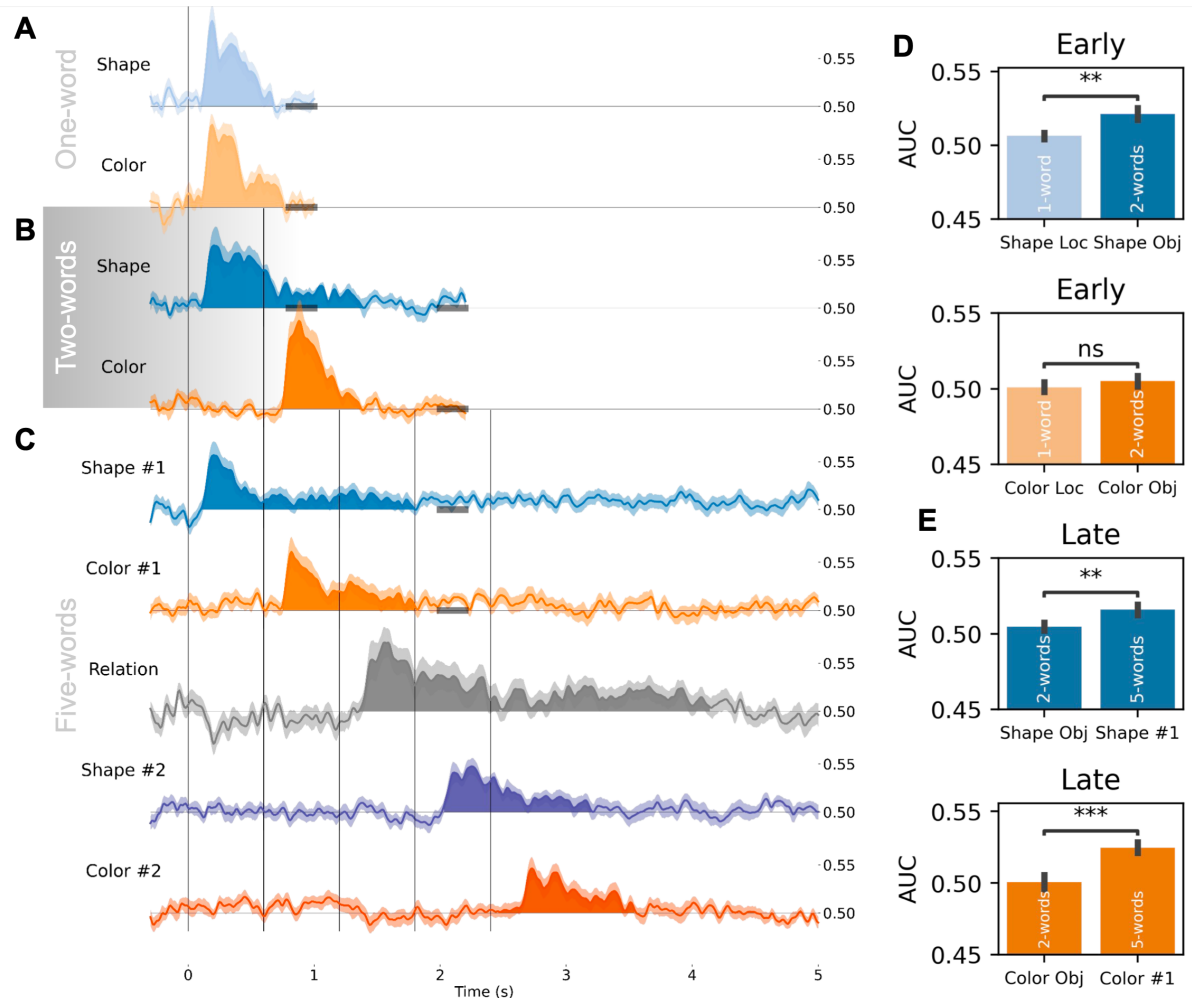 A
One-word
Shape
0.55
0.50
Color
0.55
0.50
B
Two-words
Shape
0.55
0.50
Color
0.55
0.50
C
Five-words
Shape #1
0.55
0.50
Color #1
0.55
0.50
Relation
0.55
0.50
Shape #2
0.55
0.50
Color #2
0.55
0.50
0 1 2 3 4 5
Time (s)
D
Early
0.55
**
AUC
0.50
1-word
2-words
0.45
Shape Loc Shape Obj
Early
0.55
ns
AUC
0.50
1-word
2-words
0.45
Color Loc Color Obj
E
Late
0.55
**
AUC
0.50
2-words
5-words
0.45
Shape Obj Shape #1
Late
0.55
***
AUC
0.50
2-words
5-words
0.45
Color Obj Color #1